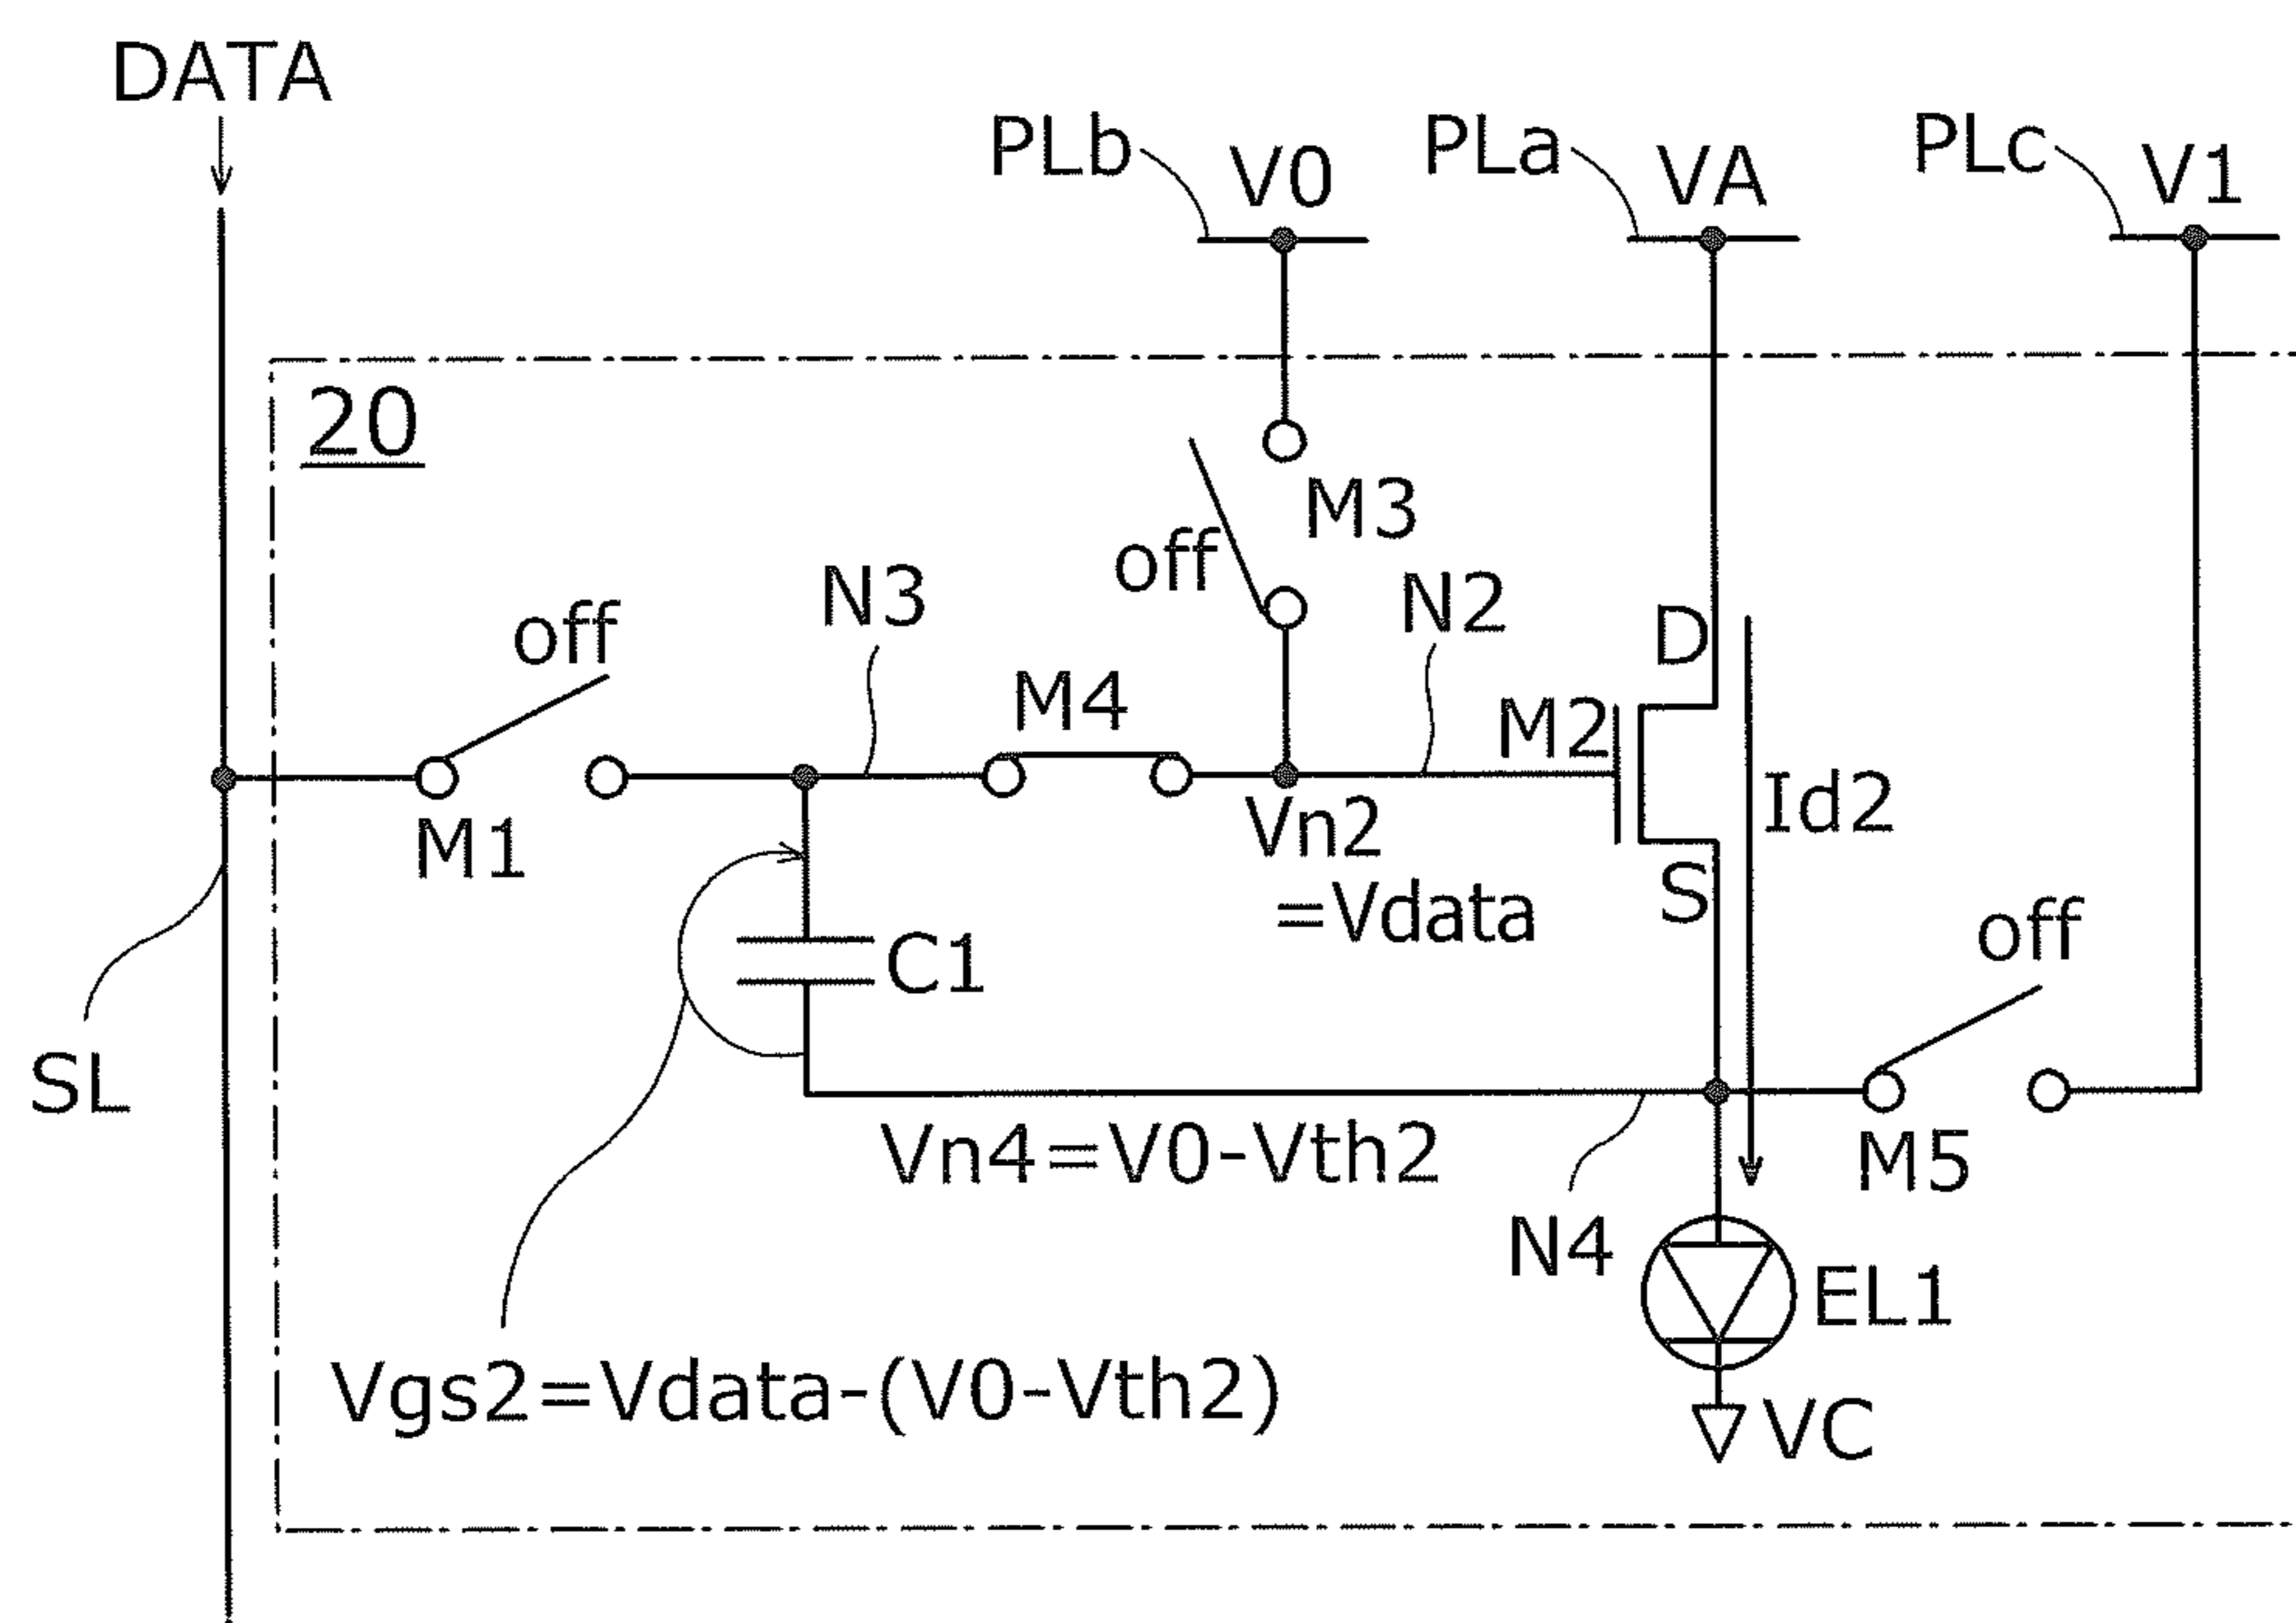 DATA
PLb
V0
PLa
VA
PLc
V1
20
M3
off
N3
N2
off
D
M4
M2
Id2
M1
Vn2
=Vdata
S
off
C1
SL
Vn4=V0-Vth2
M5
N4
EL1
Vgs2=Vdata-(V0-Vth2)
VC